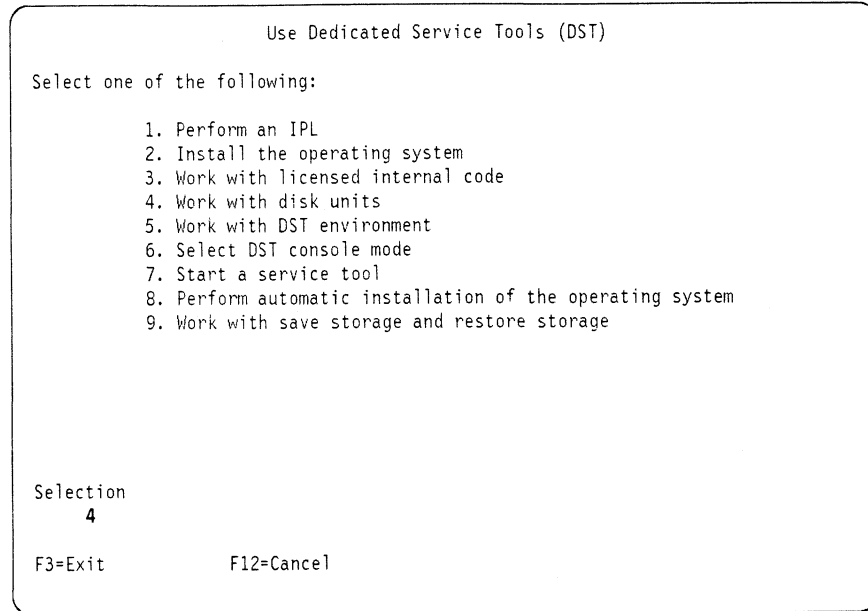 Use Dedicated Service Tools (DST)
Select one of the following:
1. Perform an IPL
2. Install the operating system
3. Work with licensed internal code
4. Work with disk units
5. Work with DST environment
6. Select DST console mode
7. Start a service tool
8. Perform automatic installation of the operating system
9. Work with save storage and restore storage
Selection
4
F3=Exit F12=Cancel